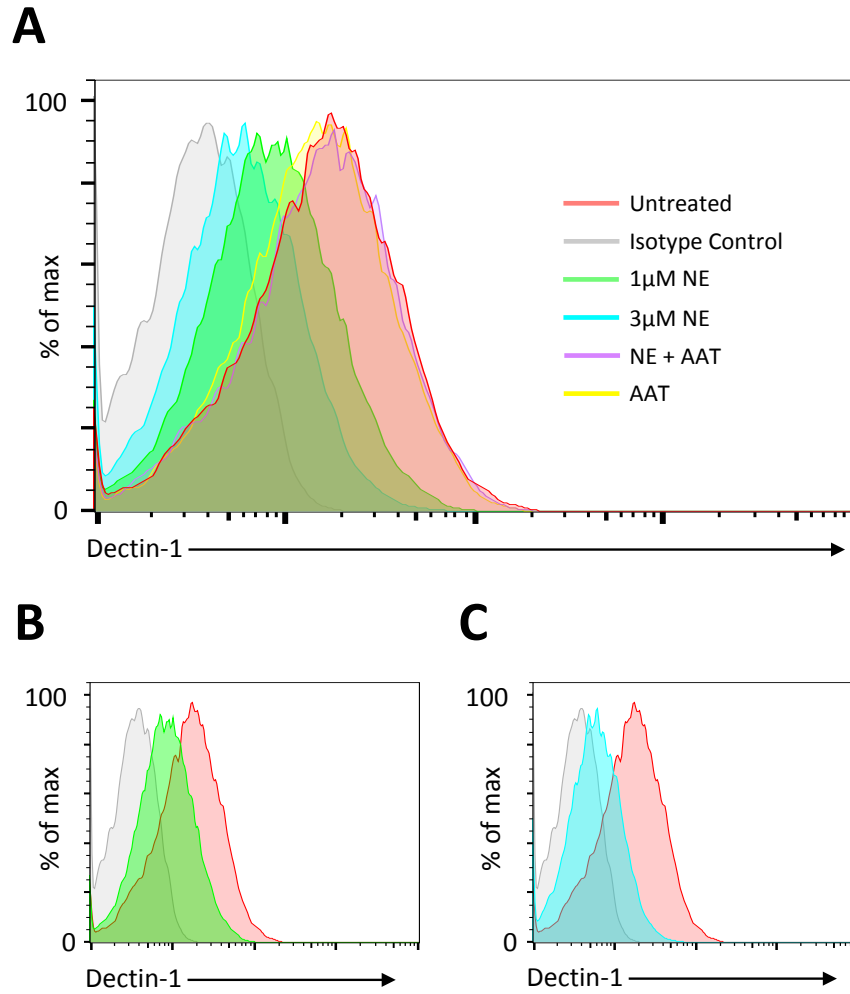 A
100
% of max
0
Dectin-1
Untreated
Isotype Control
1µM NE
3µM NE
NE + AAT
AAT
B
100
% of max
0
Dectin-1
C
100
% of max
0
Dectin-1